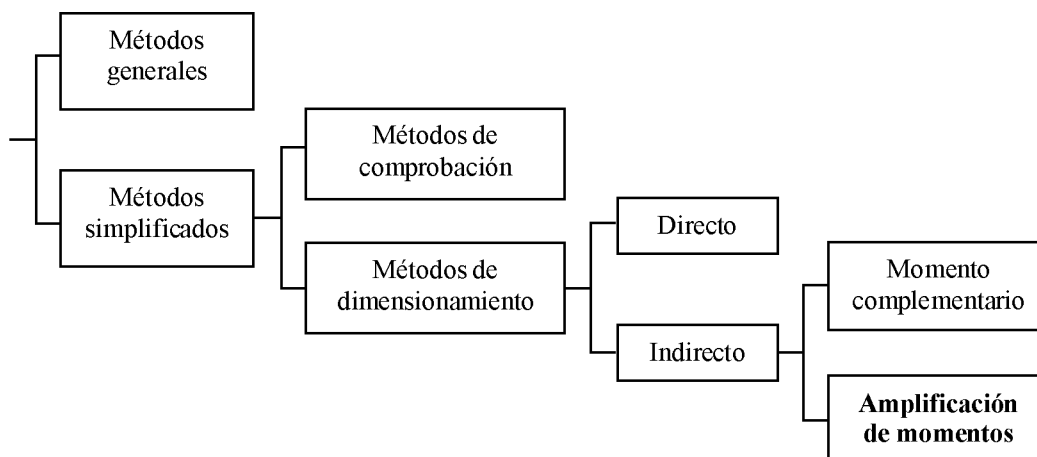 Métodos
generales
Métodos
simplificados
Métodos de
comprobación
Métodos de
dimensionamiento
Directo
Indirecto
Momento
complementario
Amplificación
de momentos